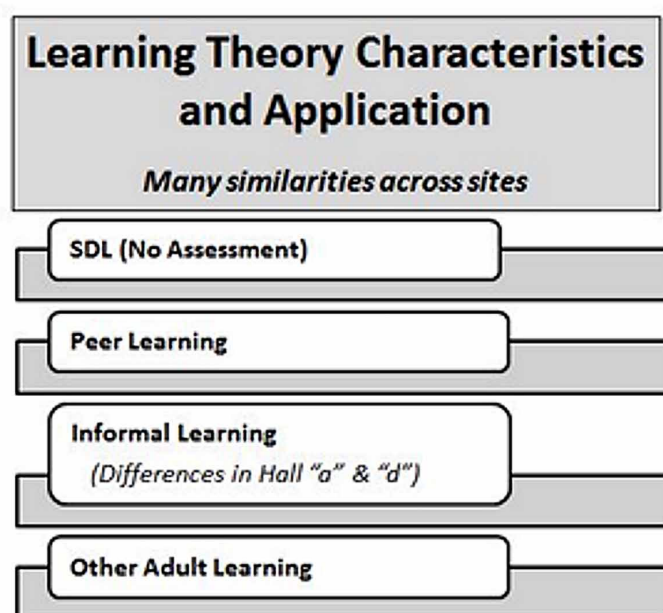 Learning Theory Characteristics
and Application
Many similarities across sites
SDL (No Assessment)
Peer Learning
Informal Learning
(Differences in Hall “a” & “d”)
Other Adult Learning